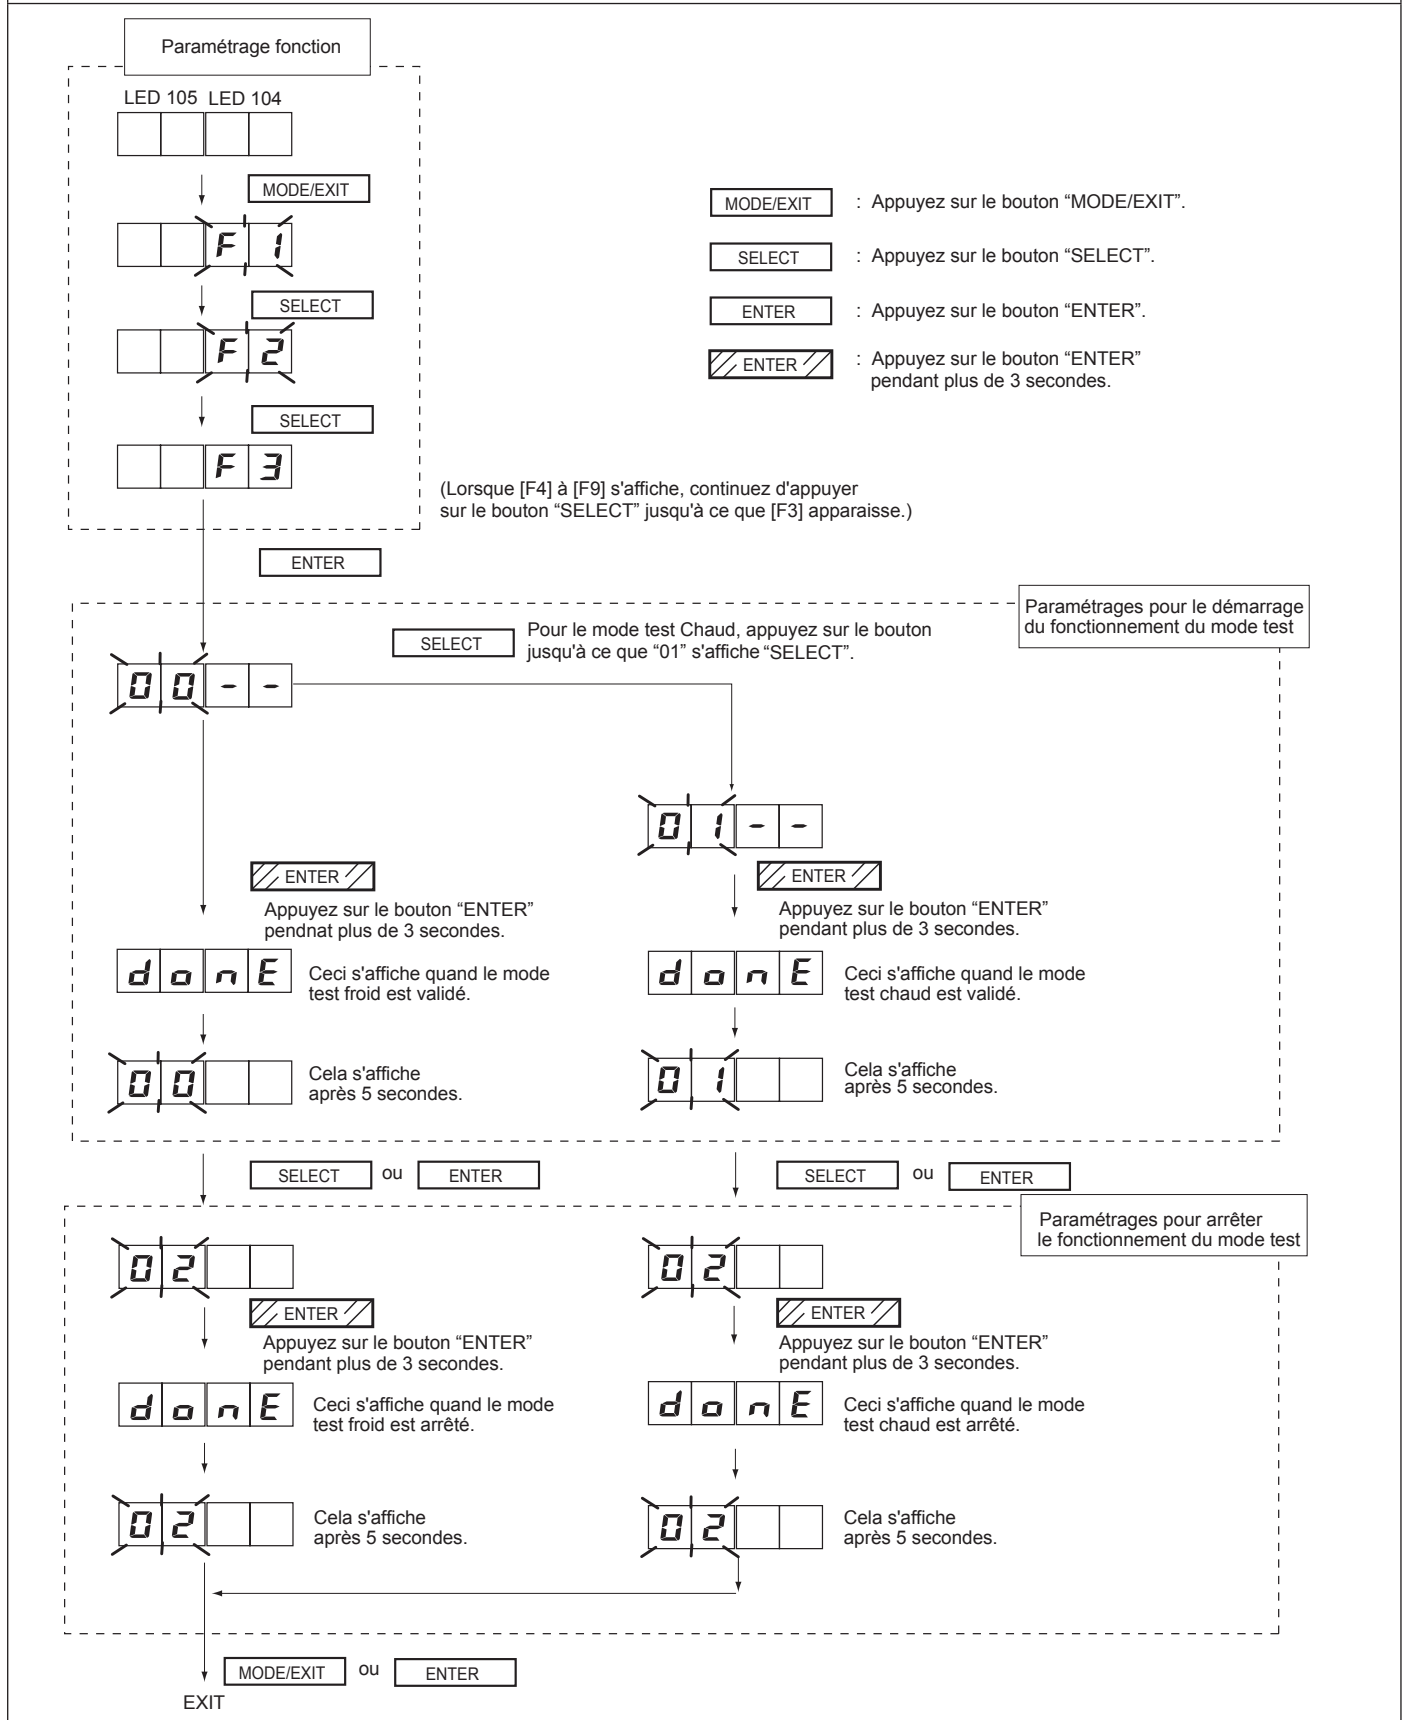 Paramétrage fonction
LED 105 LED 104
MODE/EXIT
F 1
SELECT
F 2
SELECT
F 3
MODE/EXIT : Appuyez sur le bouton “MODE/EXIT”.
SELECT : Appuyez sur le bouton “SELECT”.
ENTER : Appuyez sur le bouton “ENTER”.
ENTER : Appuyez sur le bouton “ENTER”
pendant plus de 3 secondes.
(Lorsque [F4] à [F9] s'affiche, continuez d'appuyer
sur le bouton “SELECT” jusqu'à ce que [F3] apparaisse.)
ENTER
Paramétrages pour le démarrage
du fonctionnement du mode test
SELECT
Pour le mode test Chaud, appuyez sur le bouton
jusqu'à ce que “01” s'affiche “SELECT”.
0 0 - -
0 1 - -
ENTER
Appuyez sur le bouton “ENTER”
pendnat plus de 3 secondes.
d o n E
Ceci s'affiche quand le mode
test froid est validé.
0 0
Cela s'affiche
après 5 secondes.
ENTER
Appuyez sur le bouton “ENTER”
pendant plus de 3 secondes.
d o n E
Ceci s'affiche quand le mode
test chaud est validé.
0 1
Cela s'affiche
après 5 secondes.
SELECT ou ENTER
SELECT ou ENTER
Paramétrages pour arrêter
le fonctionnement du mode test
0 2
ENTER
Appuyez sur le bouton “ENTER”
pendant plus de 3 secondes.
d o n E
Ceci s'affiche quand le mode
test froid est arrêté.
0 2
Cela s'affiche
après 5 secondes.
0 2
ENTER
Appuyez sur le bouton “ENTER”
pendant plus de 3 secondes.
d o n E
Ceci s'affiche quand le mode
test chaud est arrêté.
0 2
Cela s'affiche
après 5 secondes.
MODE/EXIT ou ENTER
EXIT